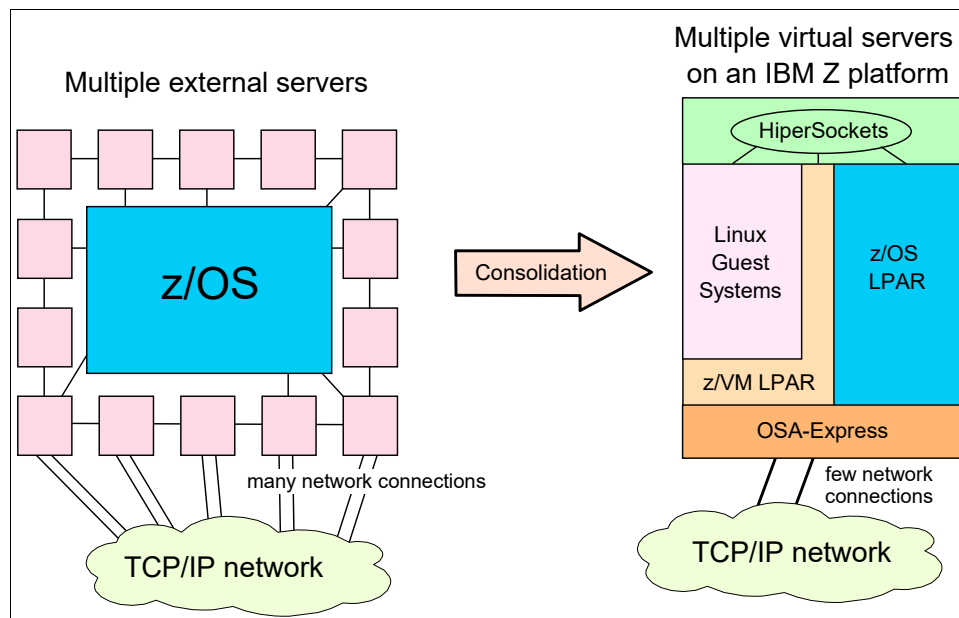 Multiple external servers
z/OS
many network connections
TCP/IP network
Consolidation
Multiple virtual servers
on an IBM Z platform
HiperSockets
Linux
Guest
Systems
z/OS
LPAR
z/VM LPAR
OSA-Express
few network
connections
TCP/IP network